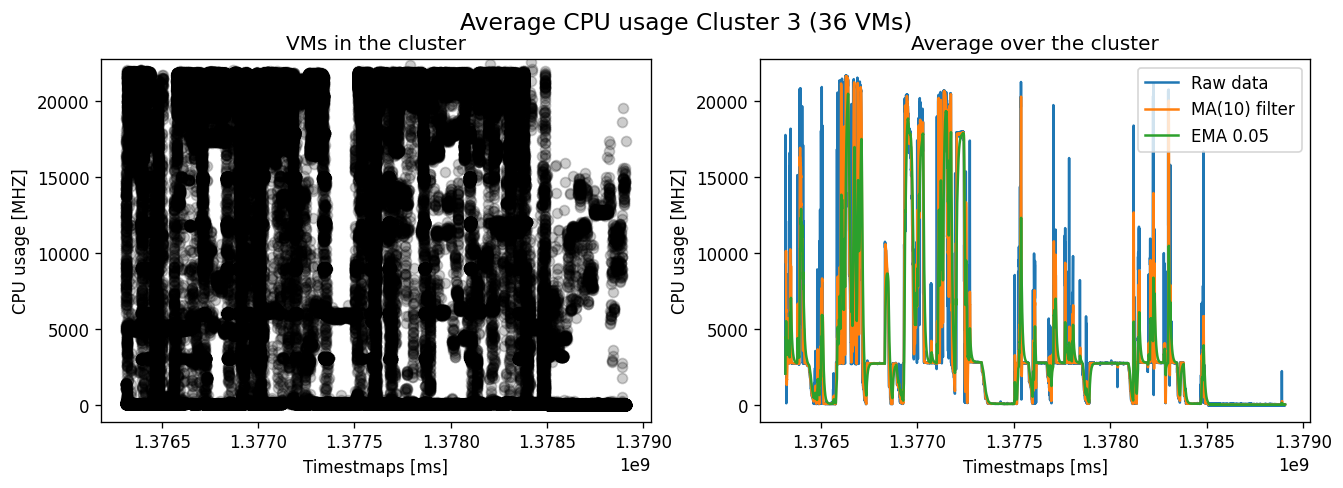 Average CPU usage Cluster 3 (36 VMs)
VMs in the cluster
CPU usage [MHZ]
20000
15000
10000
5000
0
1.3765 1.3770 1.3775 1.3780 1.3785 1.3790
1e9
Timestmaps [ms]
Average over the cluster
CPU usage [MHZ]
20000
15000
10000
5000
0
Raw data
MA(10) filter
EMA 0.05
1.3765 1.3770 1.3775 1.3780 1.3785 1.3790
1e9
Timestmaps [ms]